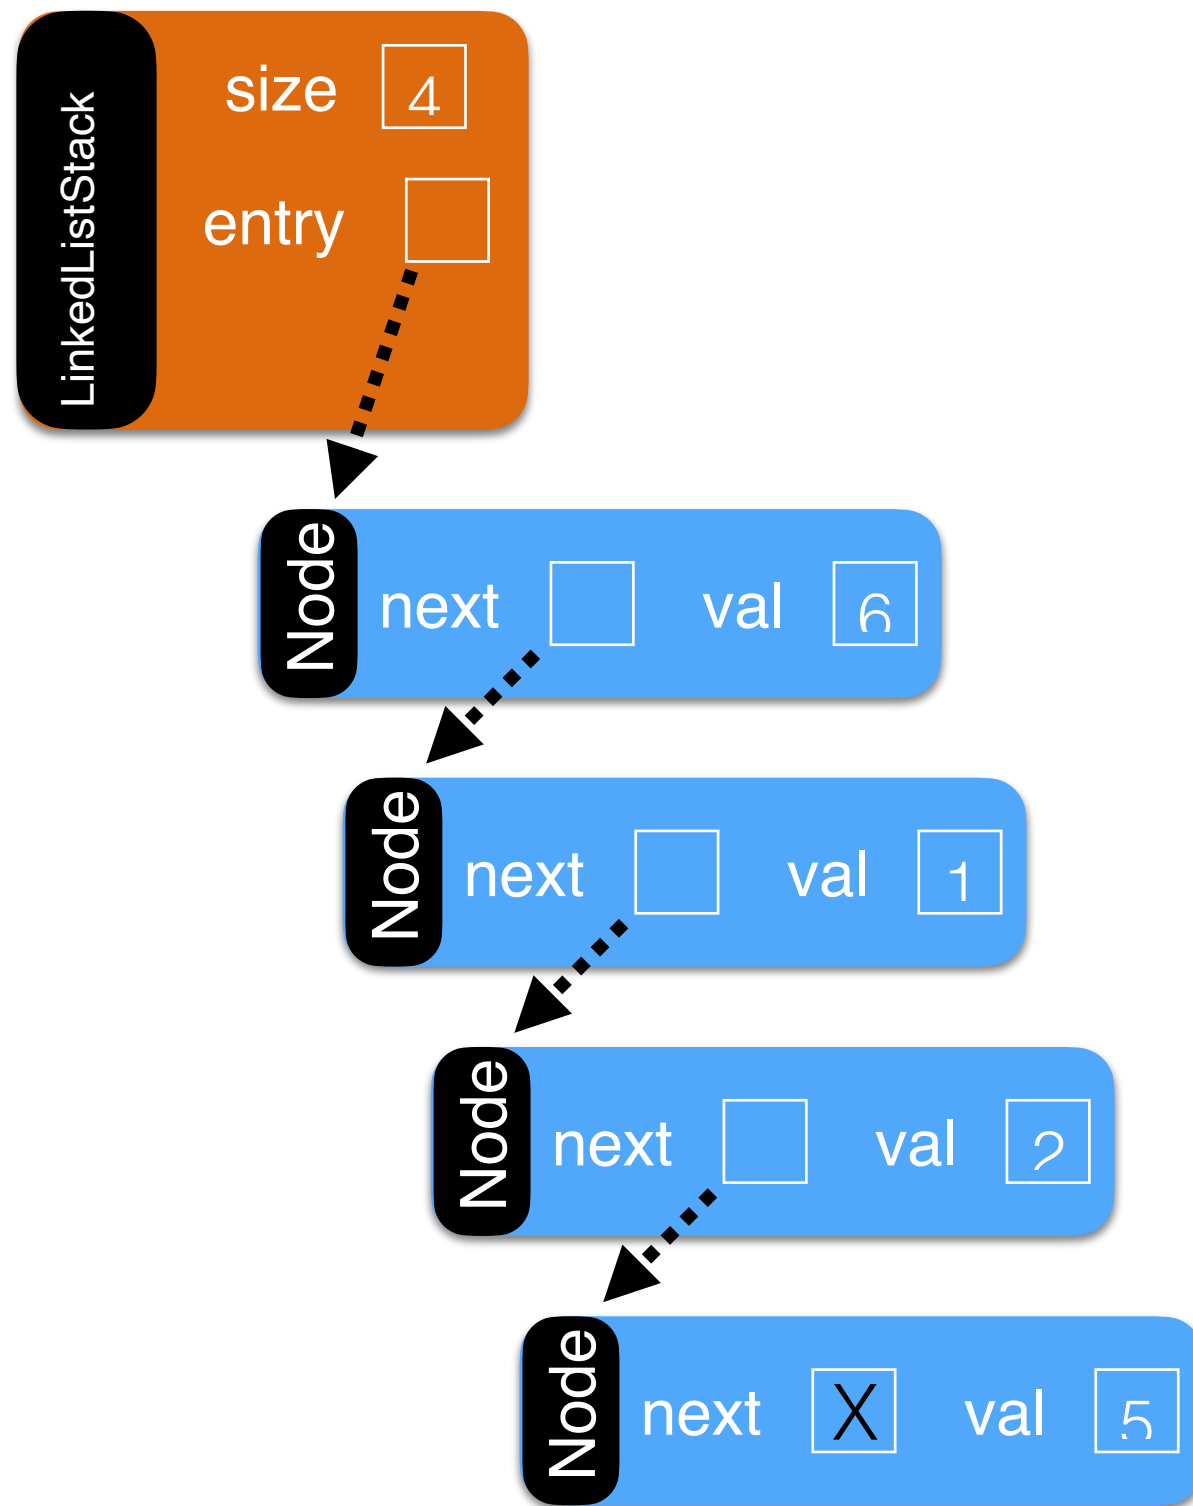 LinkedListStack
size 4
entry
Node
next val 6
Node
next val 1
Node
next val 2
Node
next X val 5